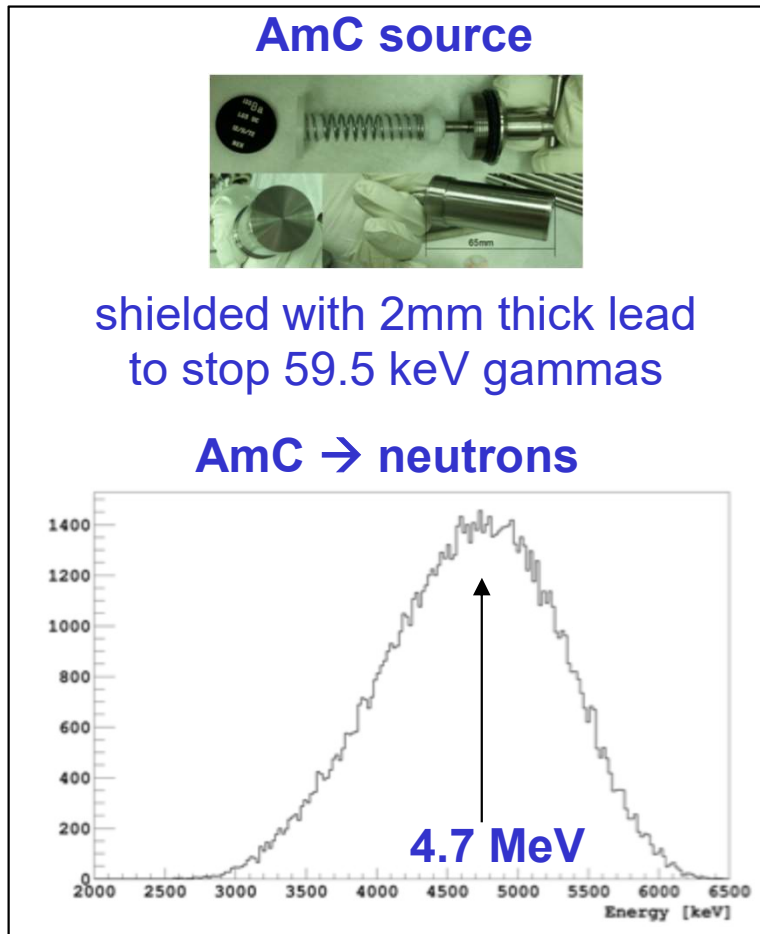 AmC source
65mm
shielded with 2mm thick lead
to stop 59.5 keV gammas
AmC → neutrons
1400
1200
1000
800
600
400
200
0
4.7 MeV
2000 2500 3000 3500 4000 4500 5000 5500 6000 6500
Energy [keV]